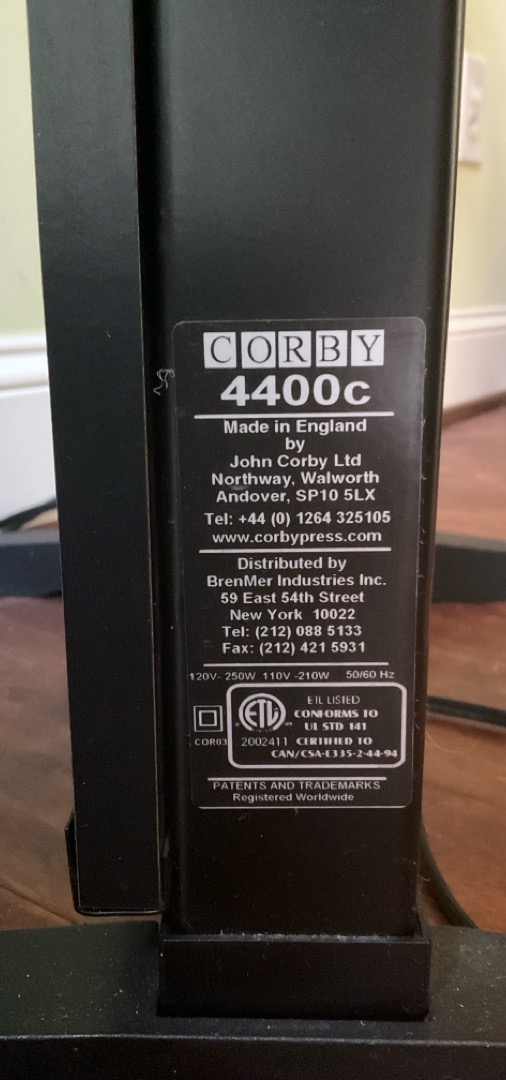 CORBY
4400c
Made in England
by
John Corby Ltd
Northway, Walworth
Andover, SP10 5LX
Tel: +44 (0) 1264 325105
www.corbypress.com
Distributed by
BrenMer Industries Inc.
59 East 54th Street
New York 10022
Tel: (212) 088 5133
Fax: (212) 421 5931
120V- 250W 110V -210W 50/60 Hz
ETL
ETL LISTED
CONFORMS TO
UL STD 141
COR03 2002411 CERTIFIED TO
CAN/CSA-E335-2-44-94
PATENTS AND TRADEMARKS
Registered Worldwide